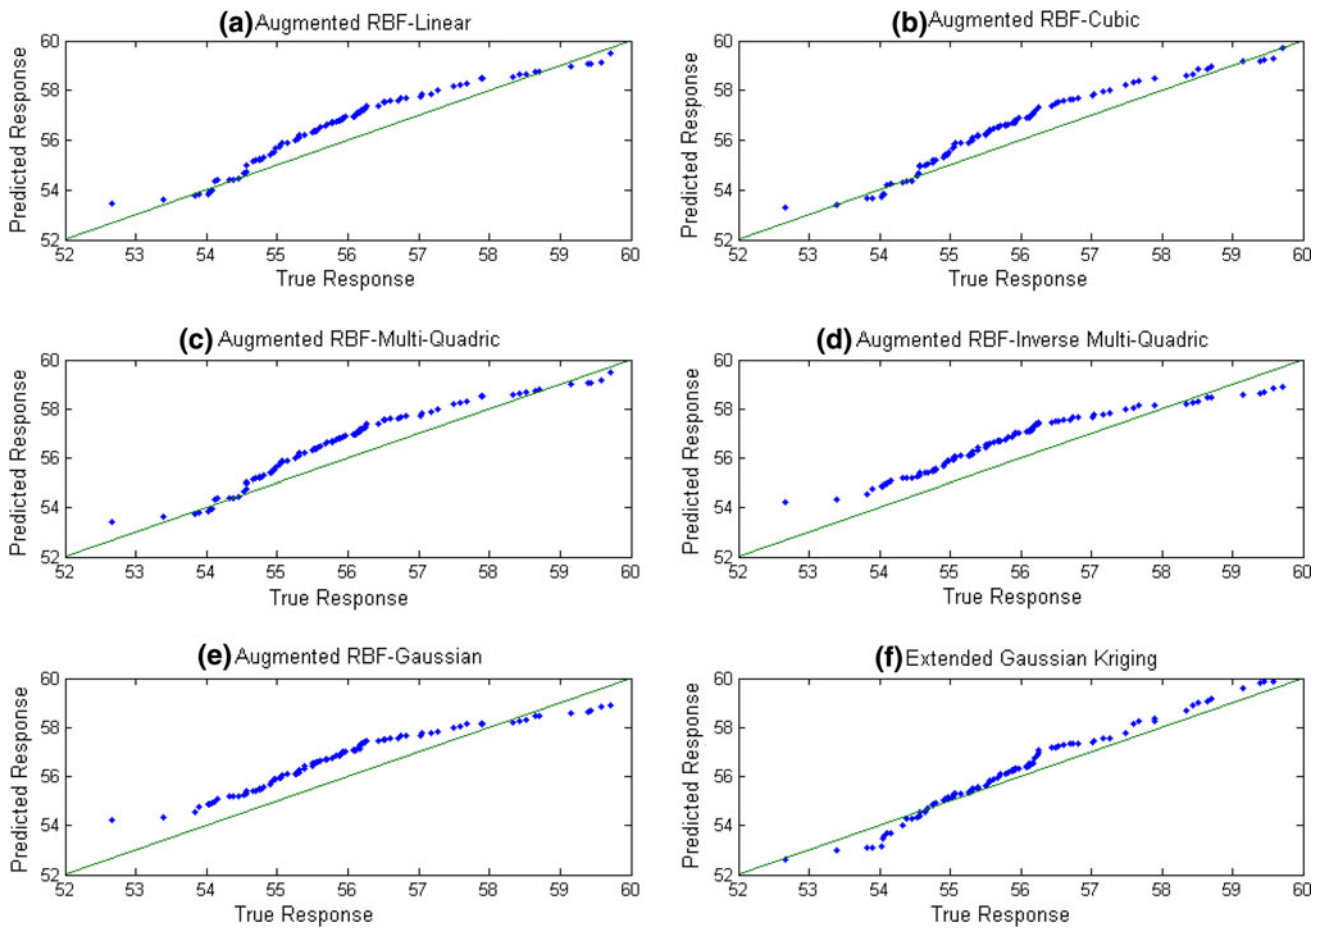 (a) Augmented RBF-Linear
Predicted Response
60
58
56
54
52
52 53 54 55 56 57 58 59 60
True Response
(b) Augmented RBF-Cubic
Predicted Response
60
58
56
54
52
52 53 54 55 56 57 58 59 60
True Response
(c) Augmented RBF-Multi-Quadric
Predicted Response
60
58
56
54
52
52 53 54 55 56 57 58 59 60
True Response
(d) Augmented RBF-Inverse Multi-Quadric
Predicted Response
60
58
56
54
52
52 53 54 55 56 57 58 59 60
True Response
(e) Augmented RBF-Gaussian
Predicted Response
60
58
56
54
52
52 53 54 55 56 57 58 59 60
True Response
(f) Extended Gaussian Kriging
Predicted Response
60
58
56
54
52
52 53 54 55 56 57 58 59 60
True Response